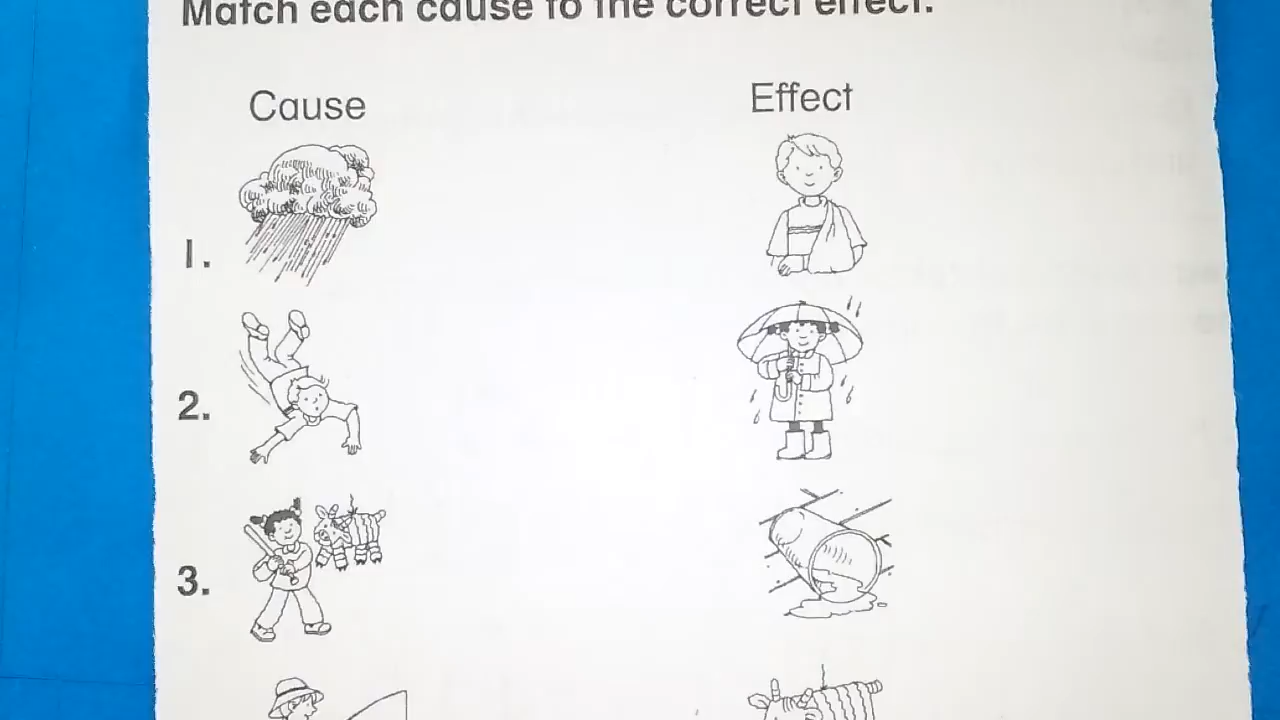 Match each cause to the correct effect.
Cause
Effect
1.
2.
3.